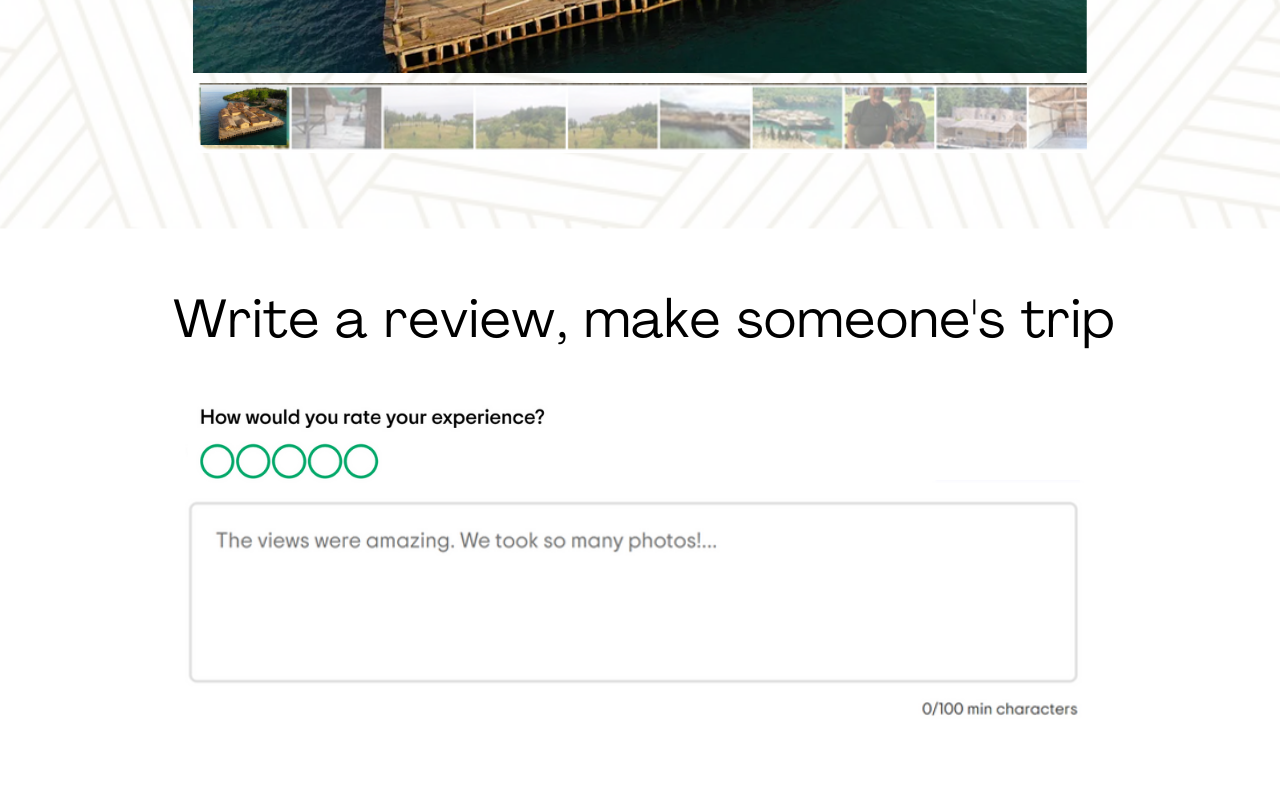 Write a review, make someone's trip
How would you rate your experience?
The views were amazing. We took so many photos!...
0/100 min characters